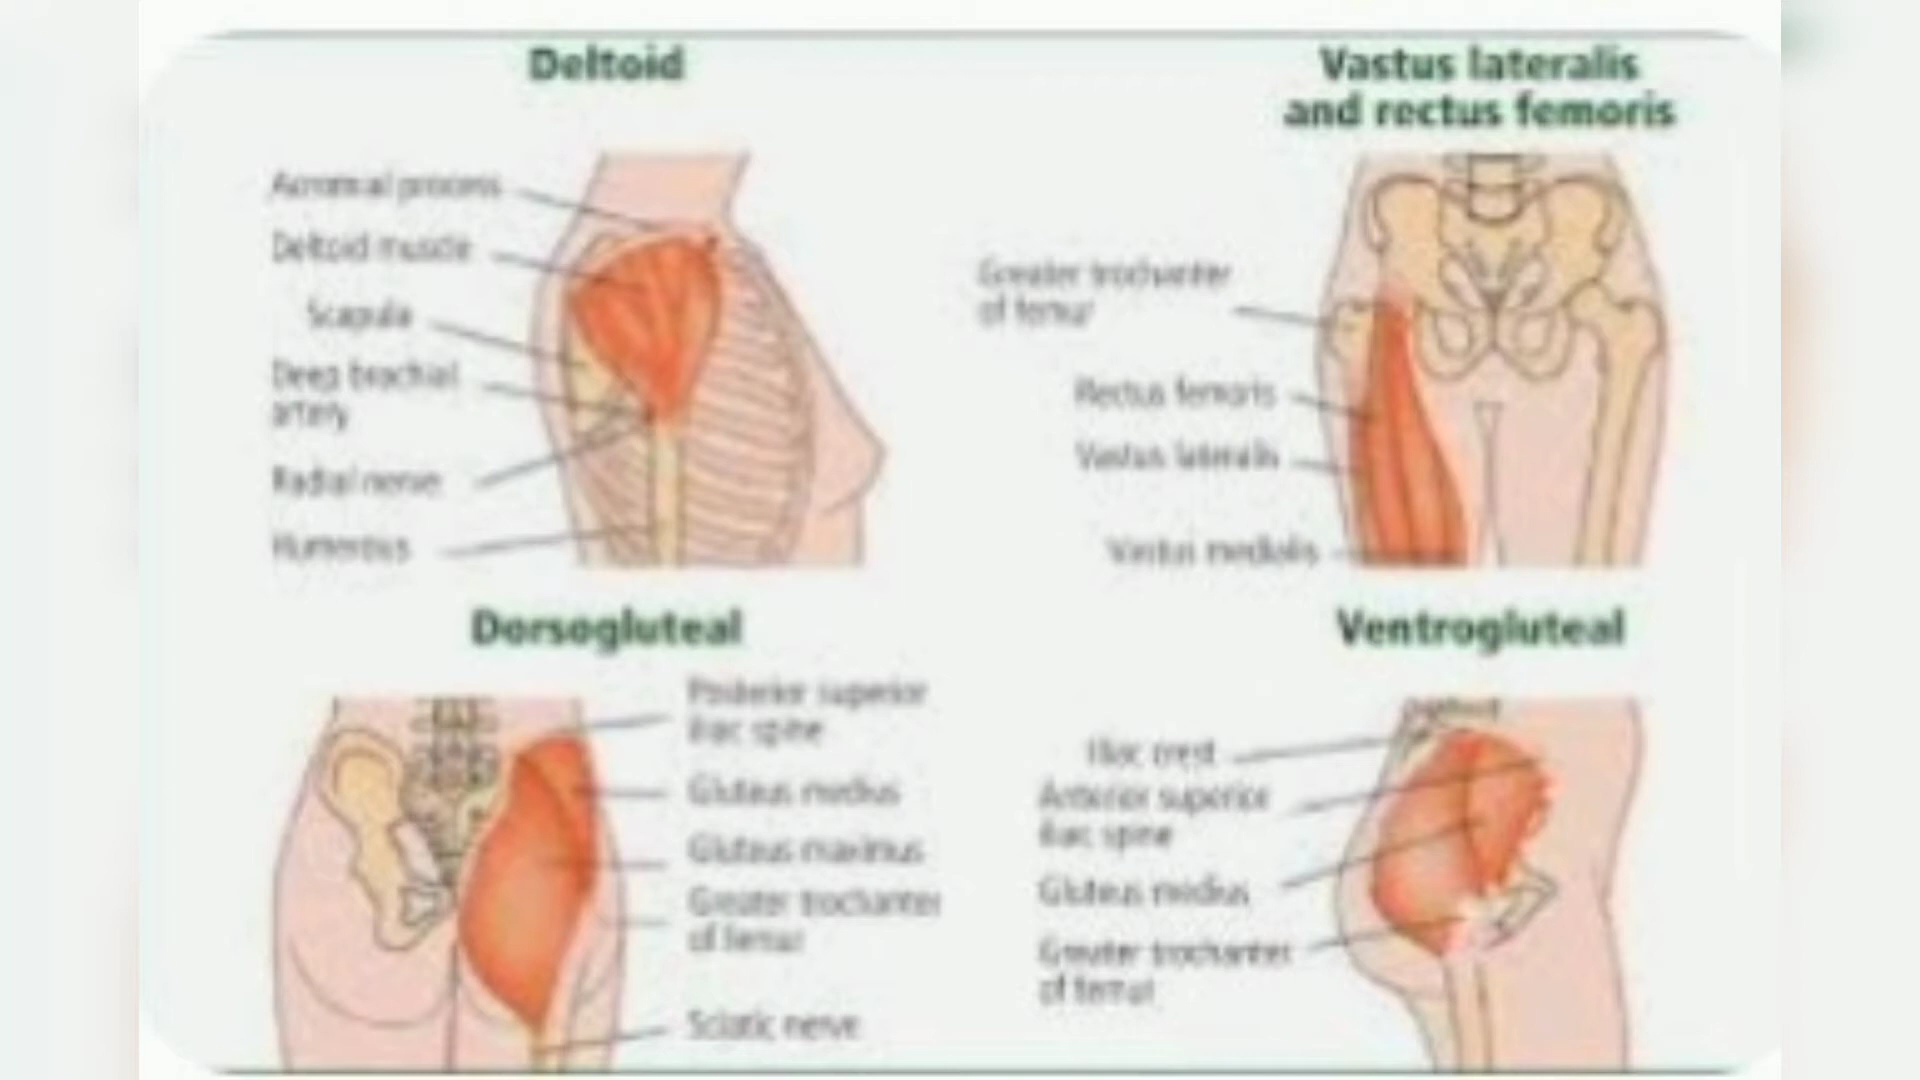 Deltoid
Acromial process
Deltoid muscle
Scapula
Deep brachial
artery
Radial nerve
Humerous
Vastus lateralis
and rectus femoris
Greater trochanter
of femur
Rectus femoris
Vastus lateralis
Vastus medialis
Dorsogluteal
Posterior superior
iliac spine
Gluteus medius
Gluteus maximus
Greater trochanter
of femur
Sciatic nerve
Ventrogluteal
Iliac crest
Anterior superior
iliac spine
Gluteus medius
Greater trochanter
of femur